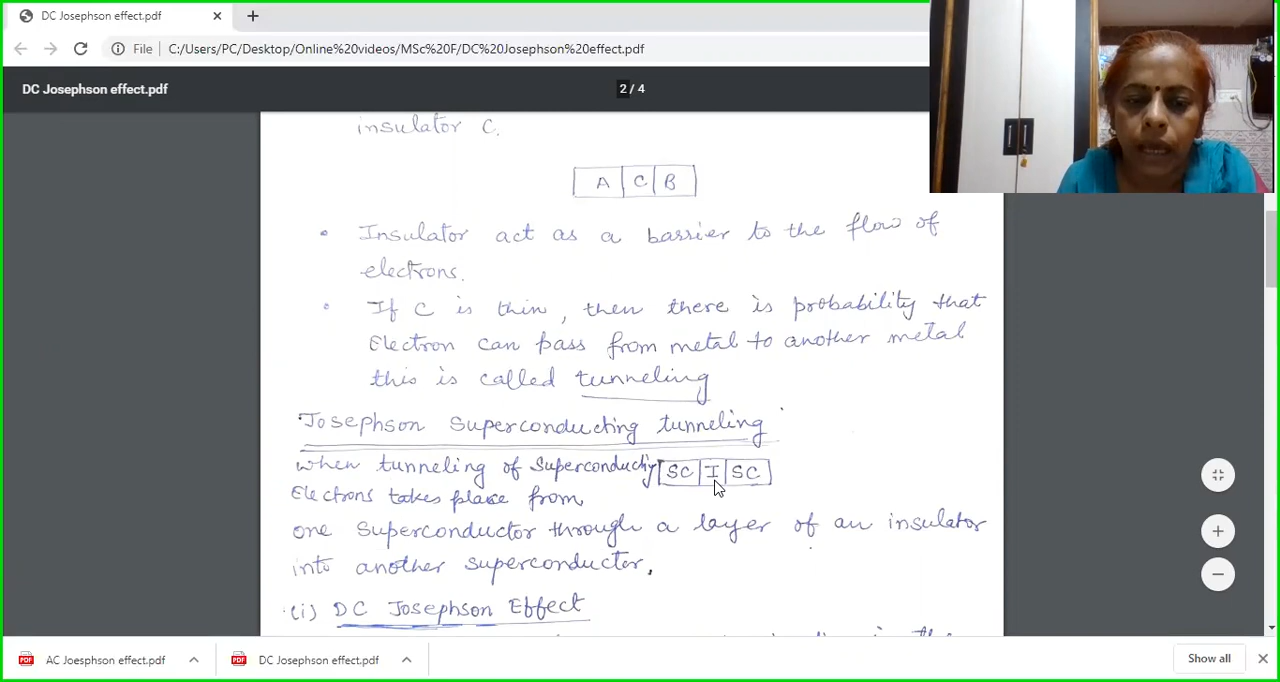 DC Josephson effect.pdf
File C:/Users/PC/Desktop/Online%20videos/MSc%20F/DC%20Josephson%20effect.pdf
DC Josephson effect.pdf 2 / 4
insulator C.
A C B
• Insulator act as a barrier to the flow of
electrons.
• If C is thin, then there is probability that
Electron can pass from metal to another metal
this is called tunneling
Josephson Superconducting tunneling
when tunneling of Superconducting SC I SC
Electrons takes place from
one superconductor through a layer of an insulator
into another superconductor.
(i) DC Josephson Effect
AC Joesphson effect.pdf DC Josephson effect.pdf Show all